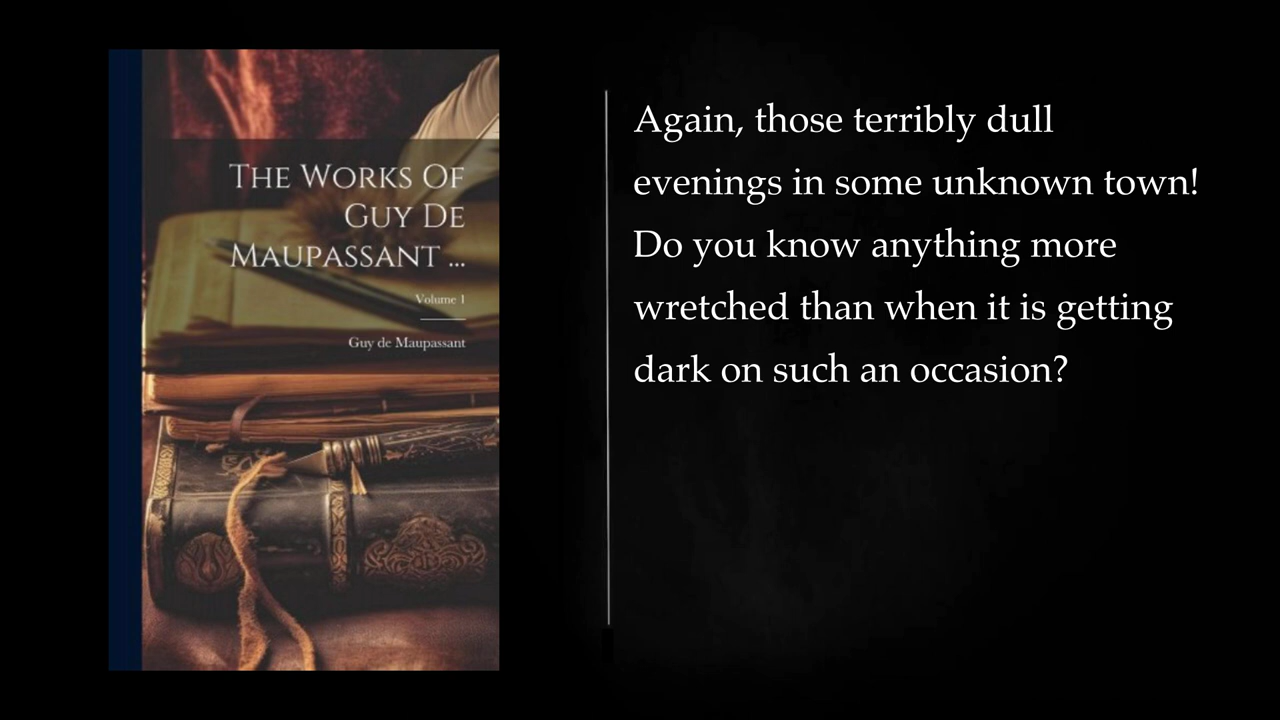 The Works Of
Guy De
Maupassant ...
Volume 1
Guy de Maupassant
Again, those terribly dull
evenings in some unknown town!
Do you know anything more
wretched than when it is getting
dark on such an occasion?